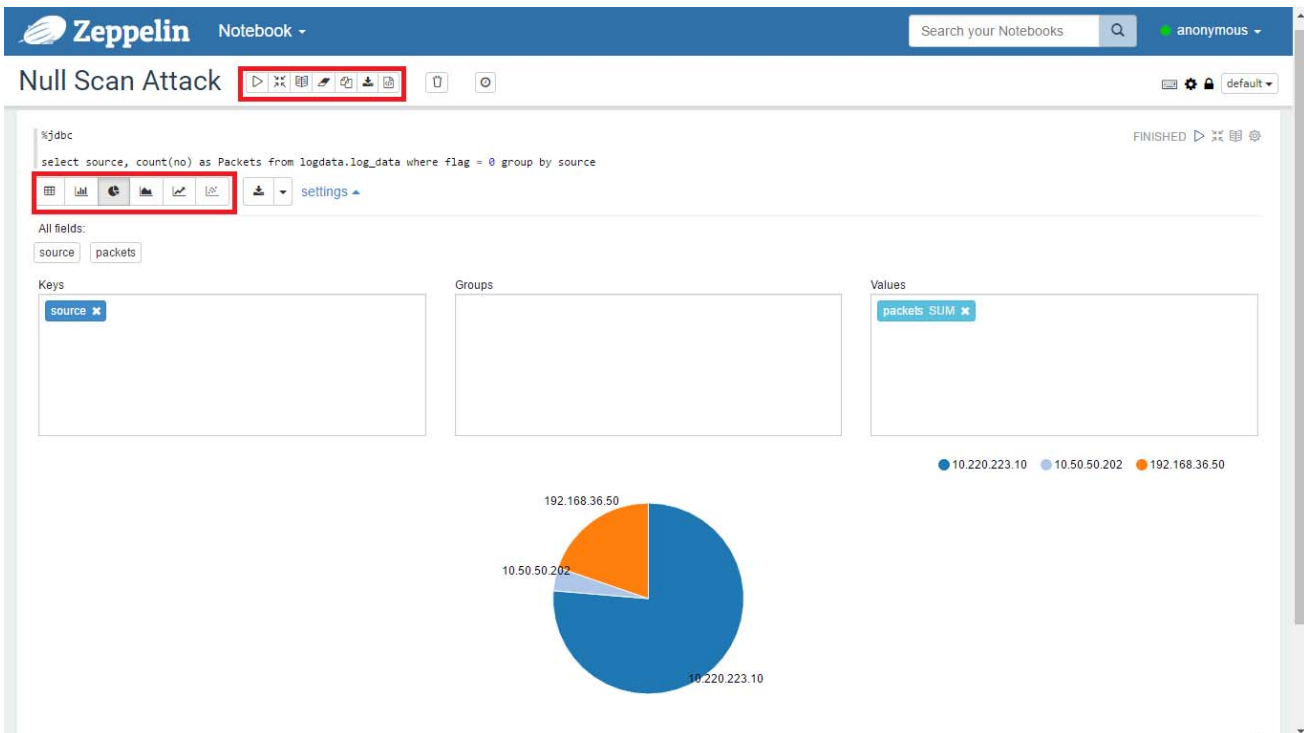 Zeppelin Notebook Search your Notebooks anonymous
Null Scan Attack default
%jdbc FINISHED
select source, count(no) as Packets from logdata.log_data where flag = 0 group by source
settings
All fields:
source packets
Keys Groups Values
source packets SUM
10.220.223.10 10.50.50.202 192.168.36.50
192.168.36.50
10.50.50.202
10.220.223.10